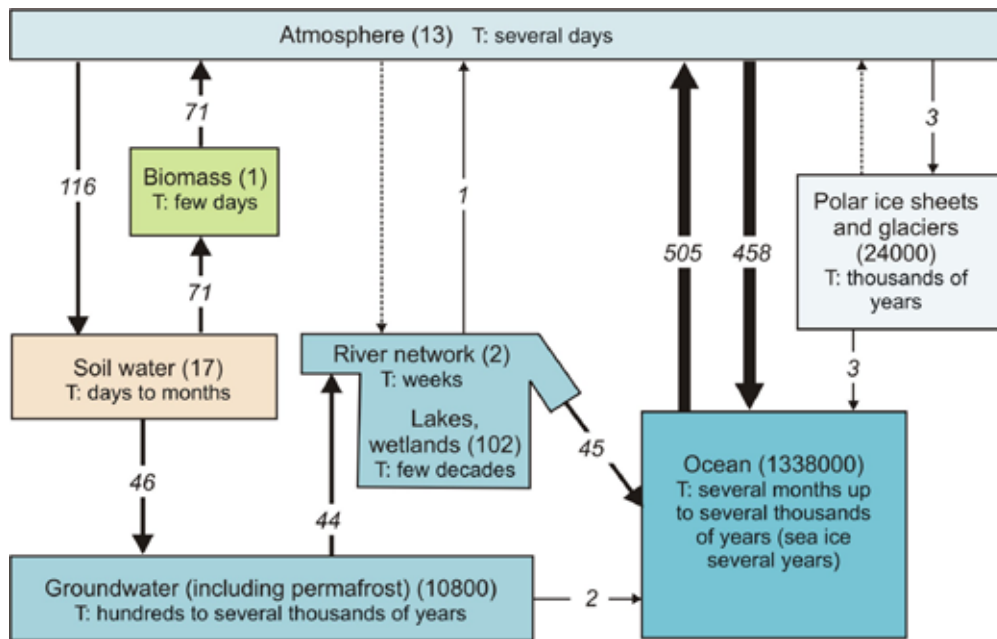 Atmosphere (13) T: several days
71
3
Biomass (1)
T: few days
116
1
Polar ice sheets
and glaciers
(24000)
T: thousands of
years
505
458
71
River network (2)
T: weeks
Soil water (17)
T: days to months
3
Lakes,
wetlands (102)
T: few decades
45
46
44
Ocean (1338000)
T: several months up
to several thousands
of years (sea ice
several years)
Groundwater (including permafrost) (10800)
T: hundreds to several thousands of years
2